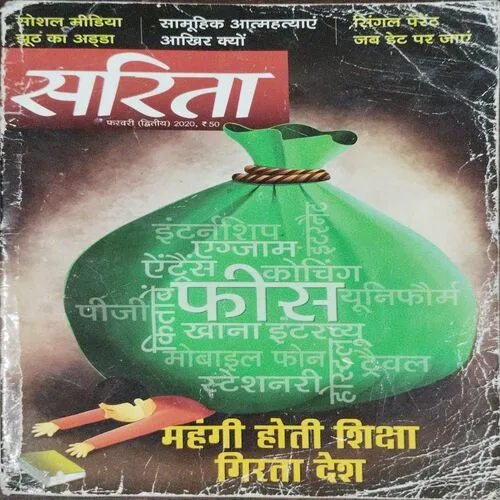 सोशल मीडिया
झूठ का अड्डा
सामूहिक आत्महत्याएं
आखिर क्यों
सिंगल पेरेंट
जब डेट पर जाएं
सरिता
फरवरी (द्वितीय) 2020, ₹ 50
इंटर्नशिप
इंटरनैट
एग्जाम
ऐंट्रैंस
कोचिंग
किताबें
पीजी
फीस
यूनिफौर्म
खाना
इंटरव्यू
मोबाइल फोन
ट्रैवल
स्टेशनरी
महंगी होती शिक्षा
गिरता देश